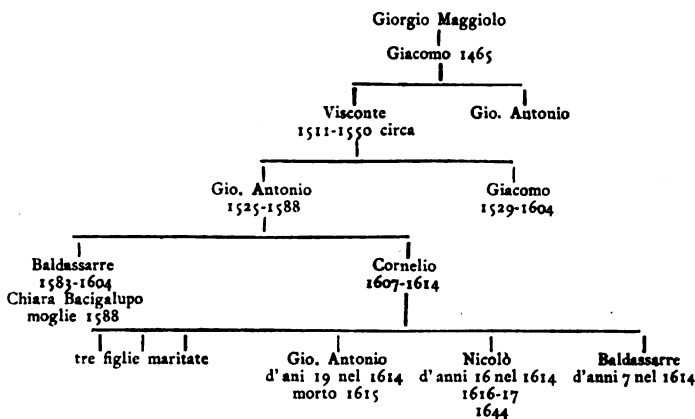 Giorgio Maggiolo
Giacomo 1465
Visconte
1511-1550 circa
Gio. Antonio
Gio. Antonio
1525-1588
Giacomo
1529-1604
Baldassarre
1583-1604
Chiara Bacigalupo
moglie 1588
Cornelio
1607-1614
tre figlie maritate
Gio. Antonio
d'ani 19 nel 1614
morto 1615
Nicolò
d'anni 16 nel 1614
1616-17
1644
Baldassarre
d'anni 7 nel 1614